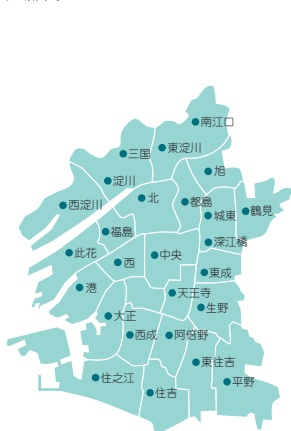 南江口
三国
東淀川
旭
淀川
北
都島
西淀川
城東
鶴見
福島
深江橋
此花
西
中央
東成
港
天王寺
生野
大正
西成
阿倍野
東住吉
住之江
平野
住吉